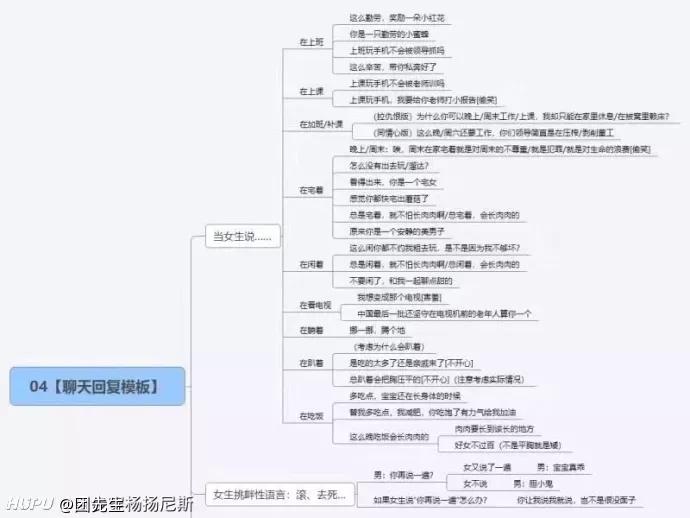 这么勤劳，奖励一朵小红花
你是一只勤劳的小蜜蜂
在上班
上班玩手机不会被领导抓吗
这么辛苦，带你私奔好了
上课玩手机不会被老师训吗
在上课
上课玩手机，我要给你老师打小报告[偷笑]
（拉仇恨版）为什么你可以晚上/周末工作/上课，我却只能在家里休息/在被窝里躺床？
在加班/补课
（同情心版）这么晚/周六还要工作，你们领导简直是在压榨/剥削童工
晚上/周末：咦，周末在家宅着就是对周末的不尊重/就是犯罪/就是对生命的浪费[偷笑]
怎么没有出去玩/溜达？
看得出来，你是一个宅女
在宅着
感觉你都快宅出蘑菇了
总是宅着，就不怕长肉肉啊/总宅着，会长肉肉的
原来你是一个安静的美男子
当女生说……
这么闲你都不约我粗去玩，是不是因为我不够坏？
在闲着
总是闲着，就不怕长肉肉啊/总闲着，会长肉肉的
不要闲了，和我一起聊点甜的
我想变成那个电视[害羞]
在看电视
中国最后一批还坚守在电视机前的老年人算你一个
在躺着
挪一挪，腾个地
（考虑为什么会趴着）
在趴着
是吃的太多了还是亲戚来了[不开心]
总趴着会把胸压平的[不开心]（注意考虑实际情况）
04【聊天回复模板】
多吃点，宝宝还在长身体的时候
替我多吃点，我减肥，你吃饱了有力气给我加油
在吃饭
肉肉要长到该长的地方
这么晚吃饭会长肉肉的
好女不过百（不是平胸就是矮）
女又说了一遍 男：宝宝真乖
男：你再说一遍？
女不说 男：胆小鬼
女生挑衅性语言：滚、去死…
如果女生说“你再说一遍”怎么办？ 你让我说我就说，岂不是很没面子
HUPU @团先生杨扬尼斯